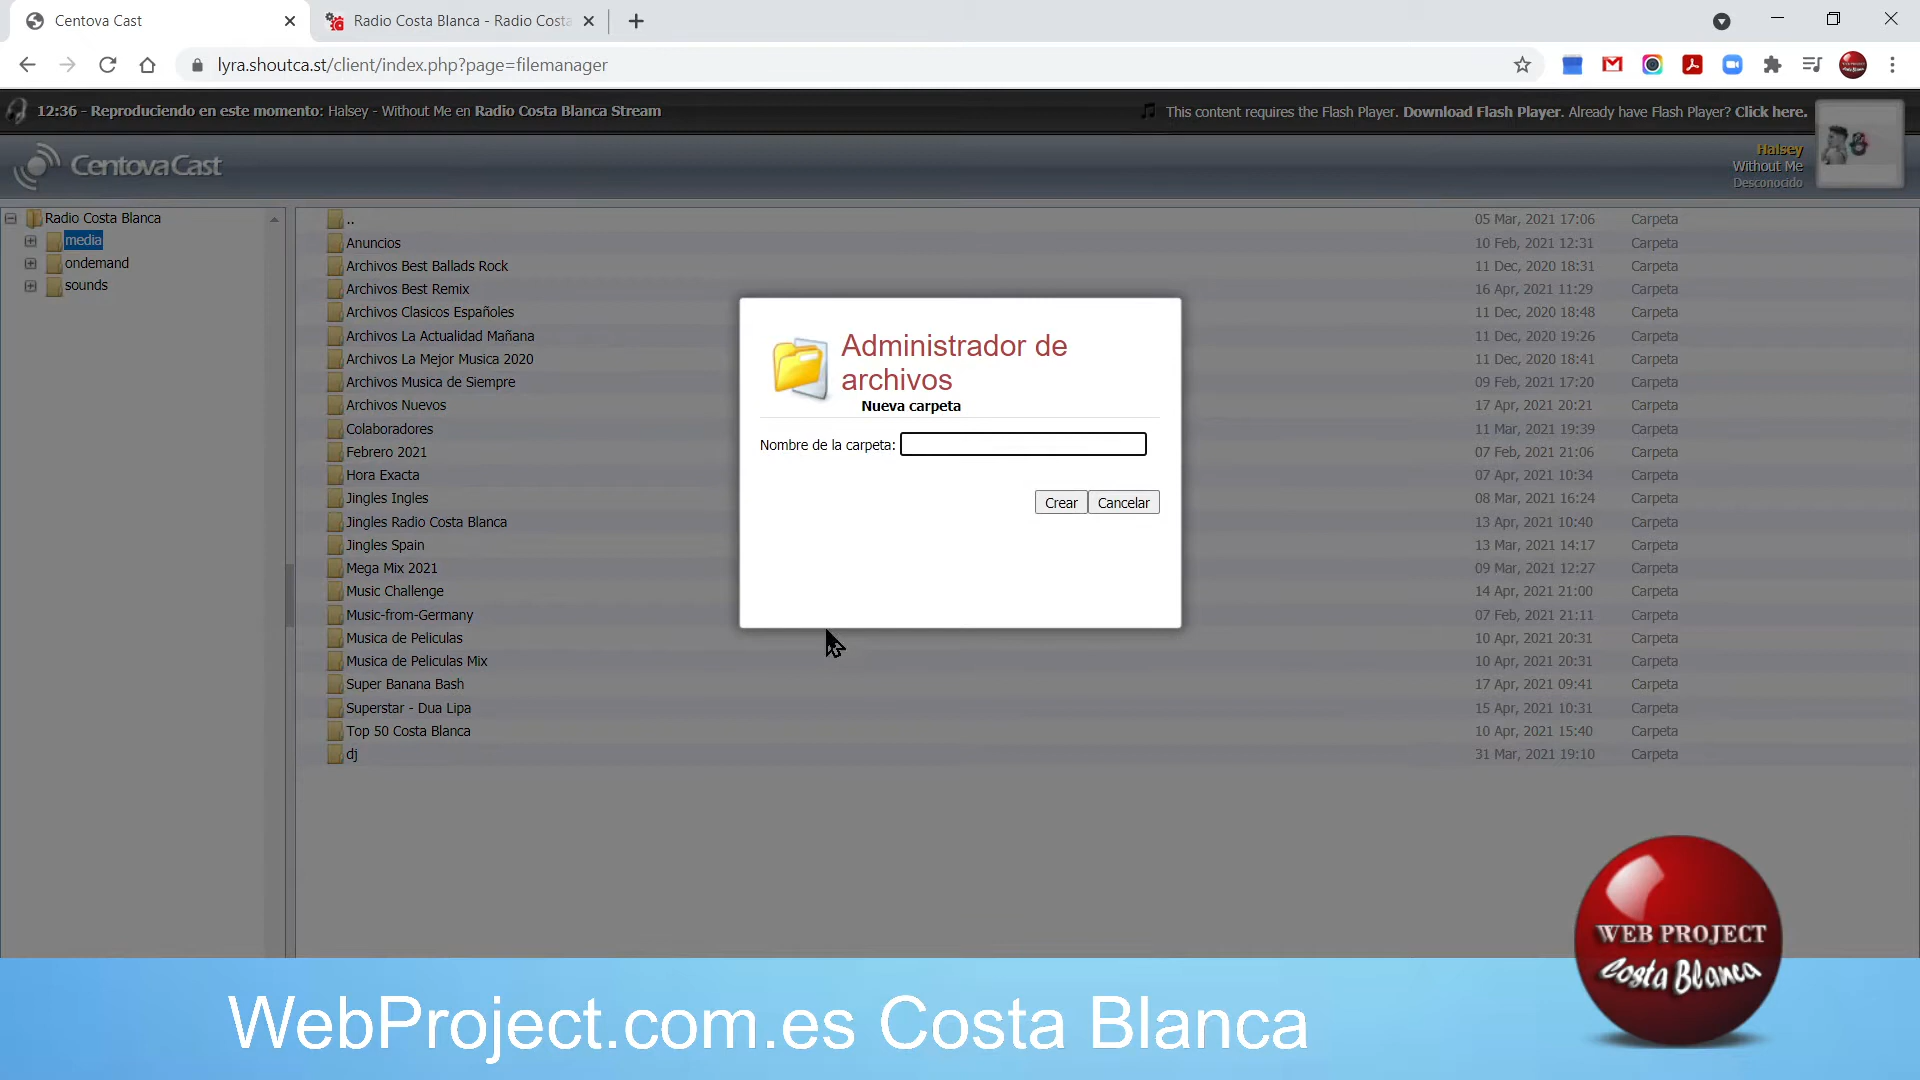 Centova Cast
Radio Costa Blanca - Radio Costa
lyra.shoutca.st/client/index.php?page=filemanager
12:36 - Reproduciendo en este momento: Halsey - Without Me en Radio Costa Blanca Stream
This content requires the Flash Player. Download Flash Player. Already have Flash Player? Click here.
CentovaCast
Halsey
Without Me
Desconocido
Radio Costa Blanca
media
ondemand
sounds
.. 05 Mar, 2021 17:06 Carpeta
Anuncios 10 Feb, 2021 12:31 Carpeta
Archivos Best Ballads Rock 11 Dec, 2020 18:31 Carpeta
Archivos Best Remix 16 Apr, 2021 11:29 Carpeta
Archivos Clasicos Españoles 11 Dec, 2020 18:48 Carpeta
Archivos La Actualidad Mañana 11 Dec, 2020 19:26 Carpeta
Archivos La Mejor Musica 2020 11 Dec, 2020 18:41 Carpeta
Archivos Musica de Siempre 09 Feb, 2021 17:20 Carpeta
Archivos Nuevos 17 Apr, 2021 20:21 Carpeta
Colaboradores 11 Mar, 2021 19:39 Carpeta
Febrero 2021 07 Feb, 2021 21:06 Carpeta
Hora Exacta 07 Apr, 2021 10:34 Carpeta
Jingles Ingles 08 Mar, 2021 16:24 Carpeta
Jingles Radio Costa Blanca 13 Apr, 2021 10:40 Carpeta
Jingles Spain 13 Mar, 2021 14:17 Carpeta
Mega Mix 2021 09 Mar, 2021 12:27 Carpeta
Music Challenge 14 Apr, 2021 21:00 Carpeta
Music-from-Germany 07 Feb, 2021 21:11 Carpeta
Musica de Peliculas 10 Apr, 2021 20:31 Carpeta
Musica de Peliculas Mix 10 Apr, 2021 20:31 Carpeta
Super Banana Bash 17 Apr, 2021 09:41 Carpeta
Superstar - Dua Lipa 15 Apr, 2021 10:31 Carpeta
Top 50 Costa Blanca 10 Apr, 2021 15:40 Carpeta
dj 31 Mar, 2021 19:10 Carpeta
Administrador de
archivos
Nueva carpeta
Nombre de la carpeta:
Crear Cancelar
WEB PROJECT
Costa Blanca
WebProject.com.es Costa Blanca